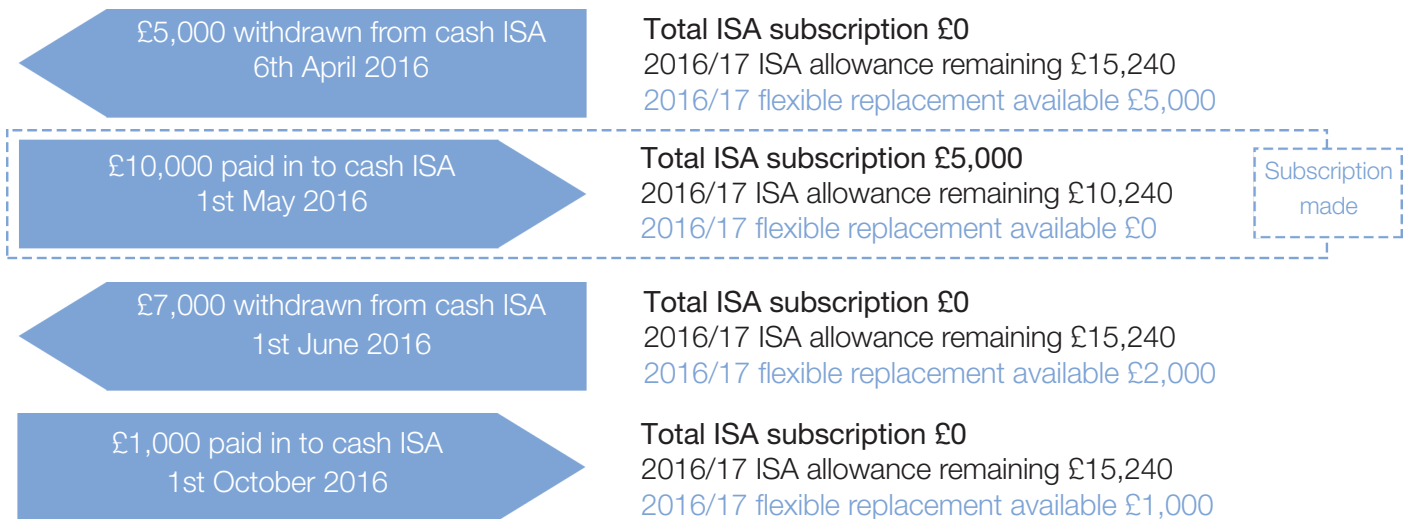 £5,000 withdrawn from cash ISA
6th April 2016
Total ISA subscription £0
2016/17 ISA allowance remaining £15,240
2016/17 flexible replacement available £5,000
£10,000 paid in to cash ISA
1st May 2016
Total ISA subscription £5,000
2016/17 ISA allowance remaining £10,240
2016/17 flexible replacement available £0
Subscription
made
£7,000 withdrawn from cash ISA
1st June 2016
Total ISA subscription £0
2016/17 ISA allowance remaining £15,240
2016/17 flexible replacement available £2,000
£1,000 paid in to cash ISA
1st October 2016
Total ISA subscription £0
2016/17 ISA allowance remaining £15,240
2016/17 flexible replacement available £1,000